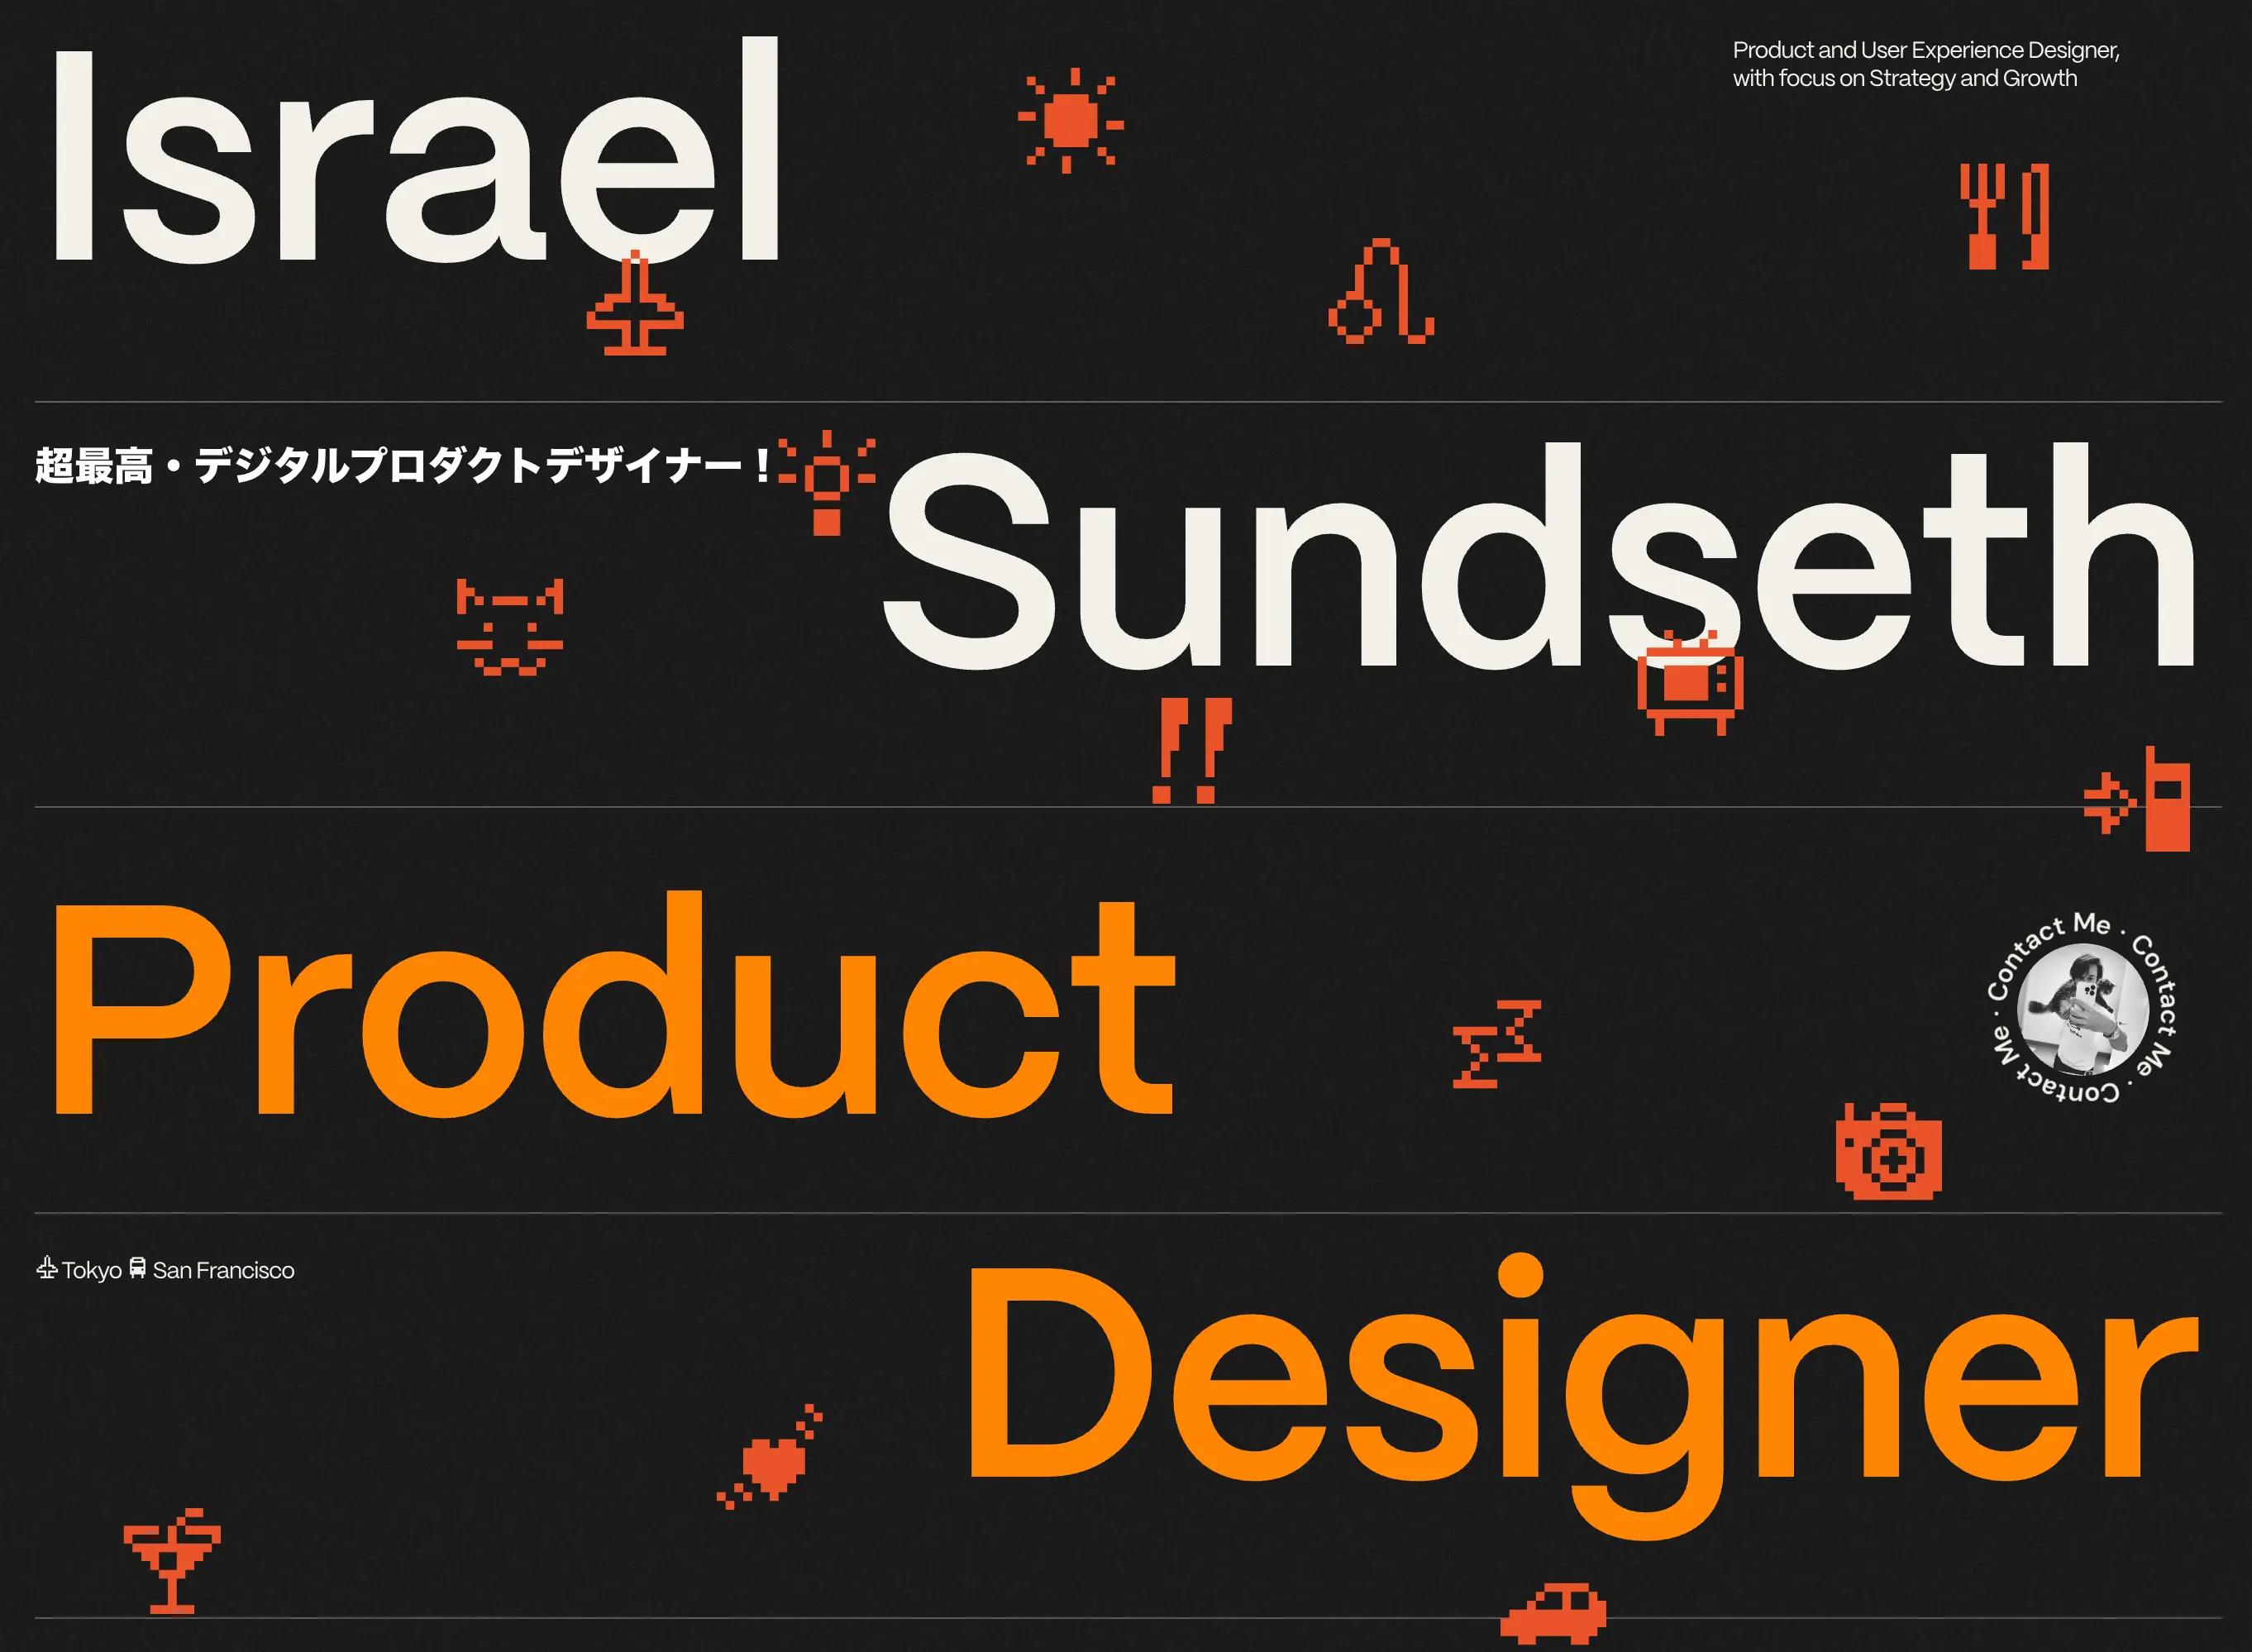 Israel
Product and User Experience Designer,
with focus on Strategy and Growth
超最高・デジタルプロダクトデザイナー！
Sundseth
Product
Contact Me · Contact Me · Contact Me ·
Tokyo San Francisco
Designer